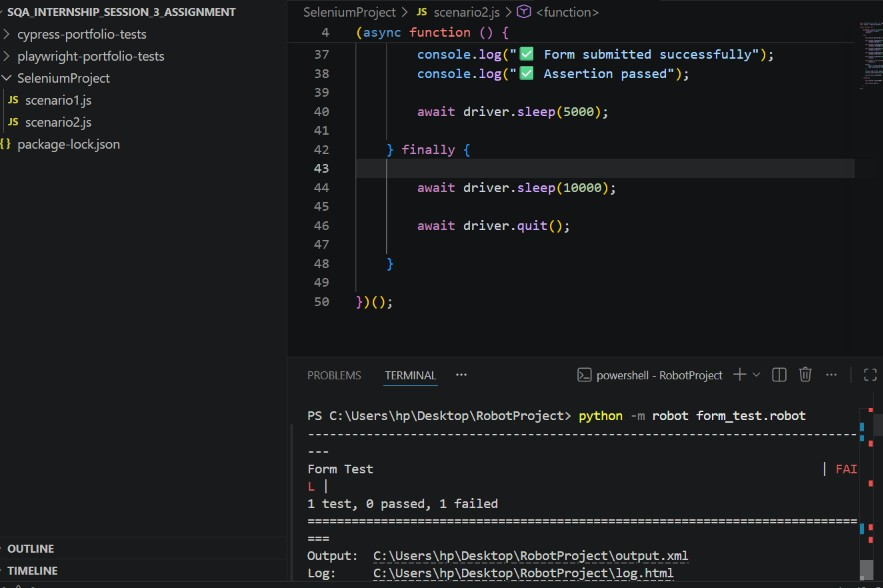 SQA_INTERNSHIP_SESSION_3_ASSIGNMENT
cypress-portfolio-tests
playwright-portfolio-tests
SeleniumProject
JS scenario1.js
JS scenario2.js
{} package-lock.json
OUTLINE
TIMELINE
SeleniumProject > JS scenario2.js > <function>
4 (async function () {
37 console.log("✅ Form submitted successfully");
38 console.log("✅ Assertion passed");
39
40 await driver.sleep(5000);
41
42 } finally {
43
44 await driver.sleep(10000);
45
46 await driver.quit();
47
48 }
49
50 })();
PROBLEMS TERMINAL ... powershell - RobotProject
PS C:\Users\hp\Desktop\RobotProject> python -m robot form_test.robot
------------------------------------------------------------------------
---
Form Test | FAI
L |
1 test, 0 passed, 1 failed
========================================================================
===
Output: C:\Users\hp\Desktop\RobotProject\output.xml
Log: C:\Users\hp\Desktop\RobotProject\log.html